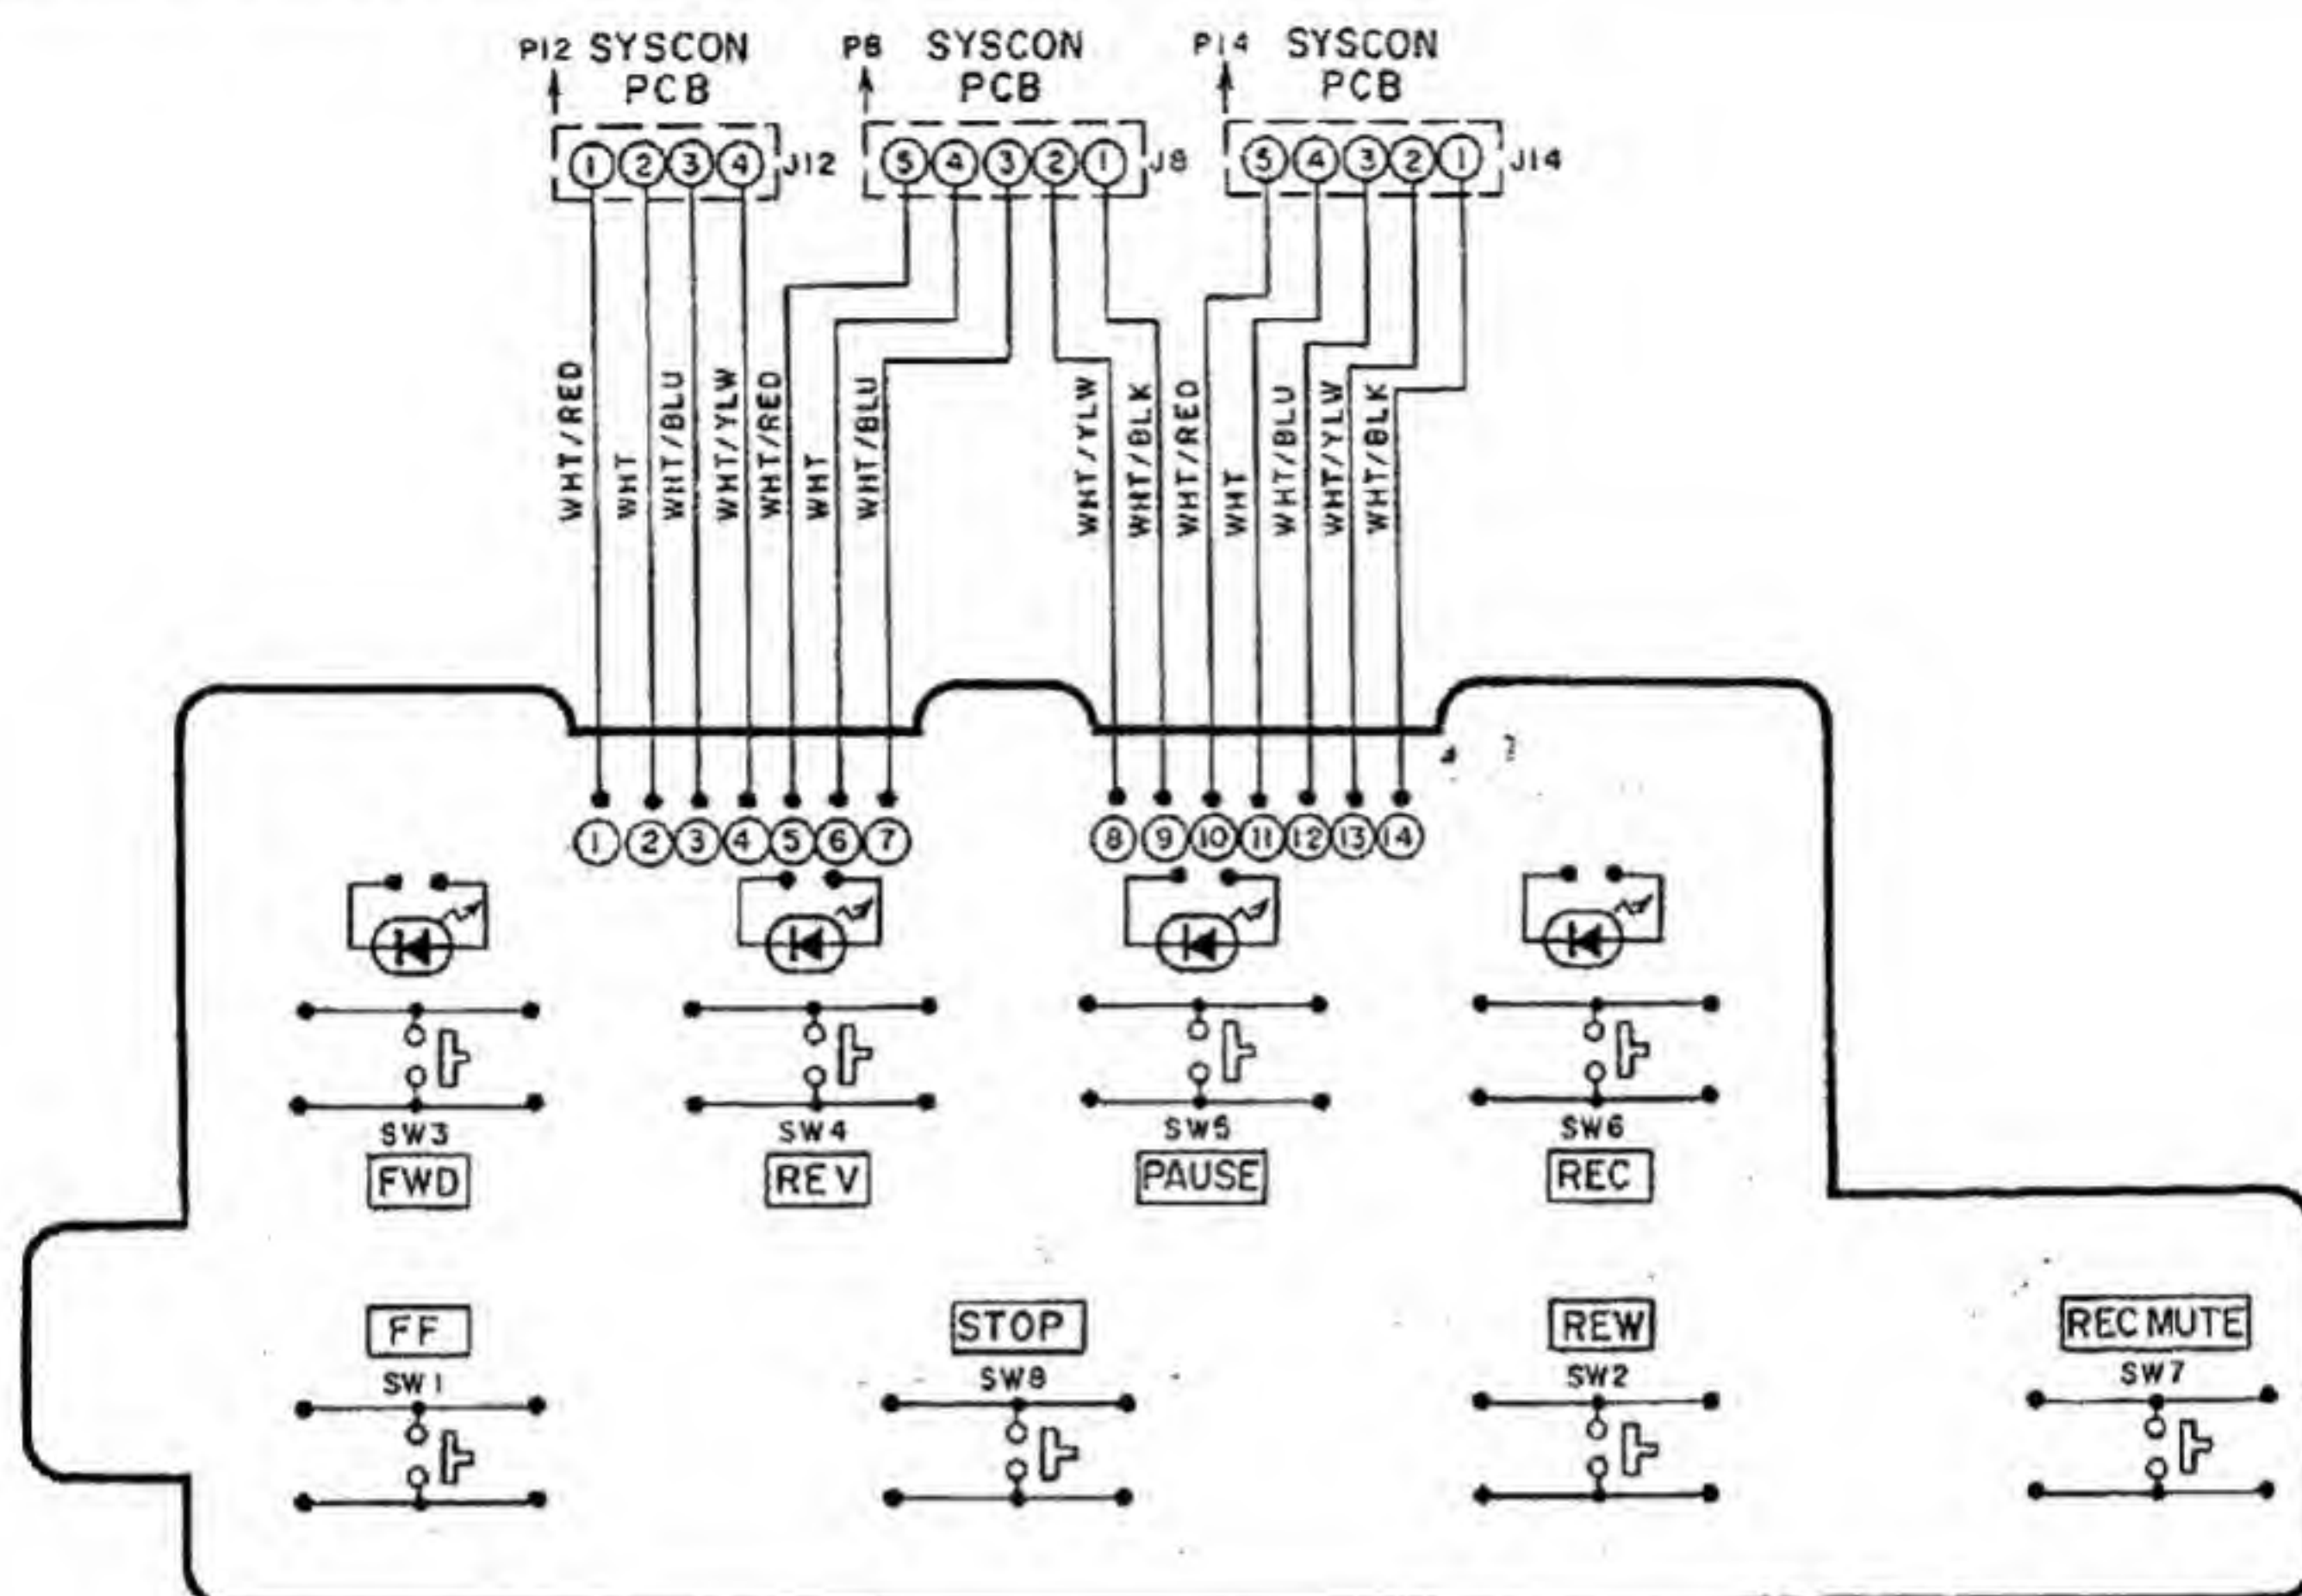 P12 SYSCON PCB
P8 SYSCON PCB
P14 SYSCON PCB
1 2 3 4 J12
5 4 3 2 1 J8
5 4 3 2 1 J14
WHT/RED
WHT
WHT/BLU
WHT/YLW
WHT/RED
WHT
WHT/BLU
WHT/YLW
WHT/BLK
WHT/RED
WHT
WHT/BLU
WHT/YLW
WHT/BLK
1 2 3 4 5 6 7
8 9 10 11 12 13 14
SW3
FWD
SW4
REV
SW5
PAUSE
SW6
REC
FF
SW1
STOP
SW8
REW
SW2
REC MUTE
SW7